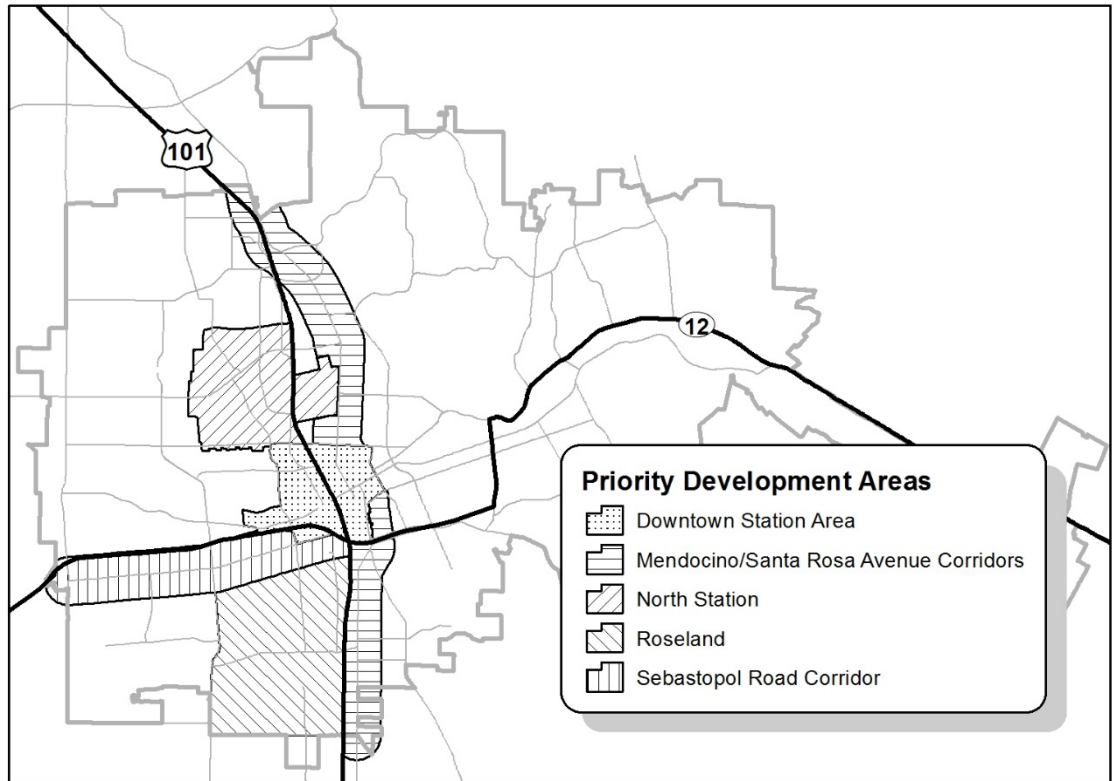 101
12
Priority Development Areas
Downtown Station Area
Mendocino/Santa Rosa Avenue Corridors
North Station
Roseland
Sebastopol Road Corridor